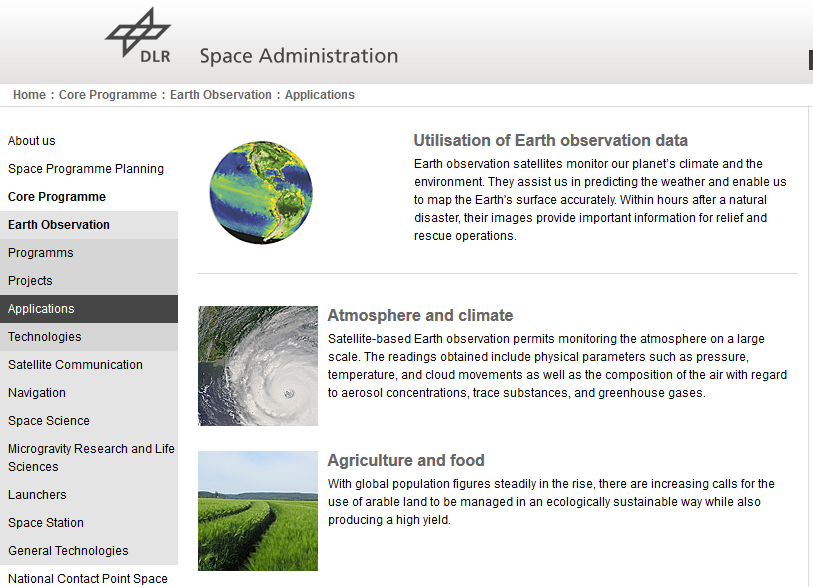 DLR
Space Administration
Home : Core Programme : Earth Observation : Applications
About us
Space Programme Planning
Core Programme
Earth Observation
Programms
Projects
Applications
Technologies
Satellite Communication
Navigation
Space Science
Microgravity Research and Life
Sciences
Launchers
Space Station
General Technologies
National Contact Point Space
Utilisation of Earth observation data
Earth observation satellites monitor our planet's climate and the
environment. They assist us in predicting the weather and enable us
to map the Earth's surface accurately. Within hours after a natural
disaster, their images provide important information for relief and
rescue operations.
Atmosphere and climate
Satellite-based Earth observation permits monitoring the atmosphere on a large
scale. The readings obtained include physical parameters such as pressure,
temperature, and cloud movements as well as the composition of the air with regard
to aerosol concentrations, trace substances, and greenhouse gases.
Agriculture and food
With global population figures steadily in the rise, there are increasing calls for the
use of arable land to be managed in an ecologically sustainable way while also
producing a high yield.